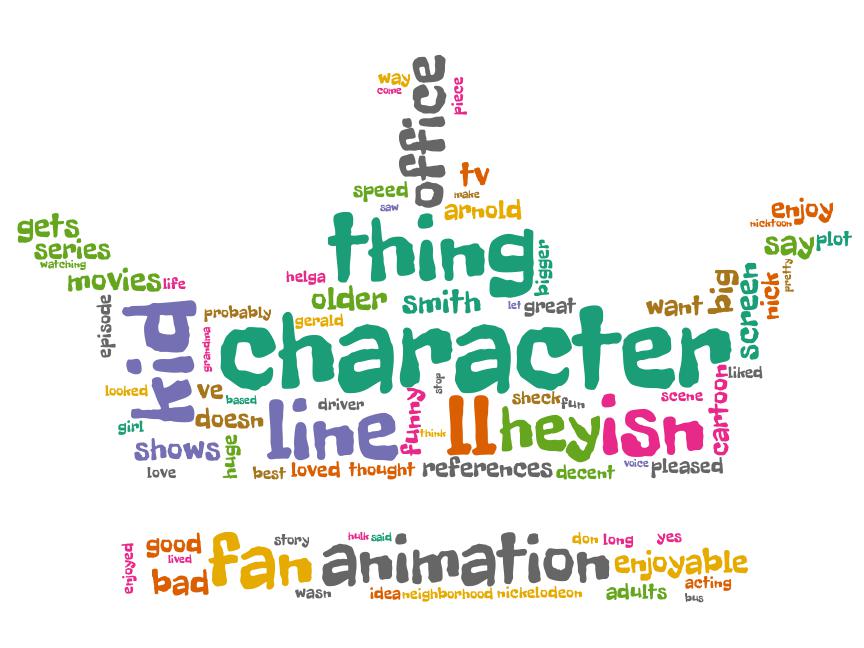 way
come
office
piece
speed
tv
make
saw
arnold
gets
series
watching
movies
life
thing
bigger
enjoy
nicktoon
say
plot
pretty
helga
older
smith
let
great
want
big
screen
nick
episode
kid
probably
grandma
gerald
character
liked
looked
ve
based
stop
driver
funny
sheck
fun
scene
cartoon
girl
doesn
line
think
ll
hey
isn
shows
huge
love
best
loved
thought
references
decent
voice
pleased
enjoyed
good
lived
bad
fan
story
hulk
said
animation
don
long
yes
enjoyable
wasn
idea
neighborhood
nickelodeon
adults
acting
bus